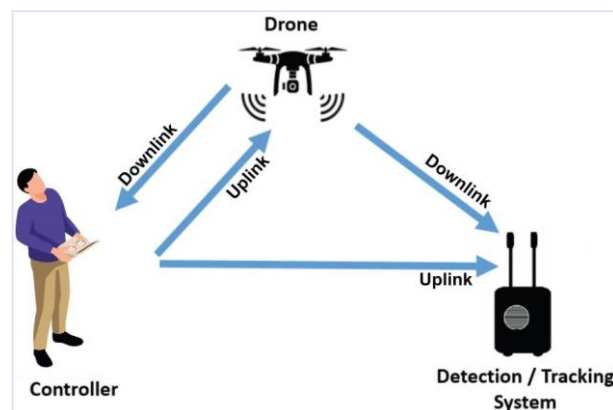 Drone
Downlink
Uplink
Downlink
Uplink
Controller
Detection / Tracking
System